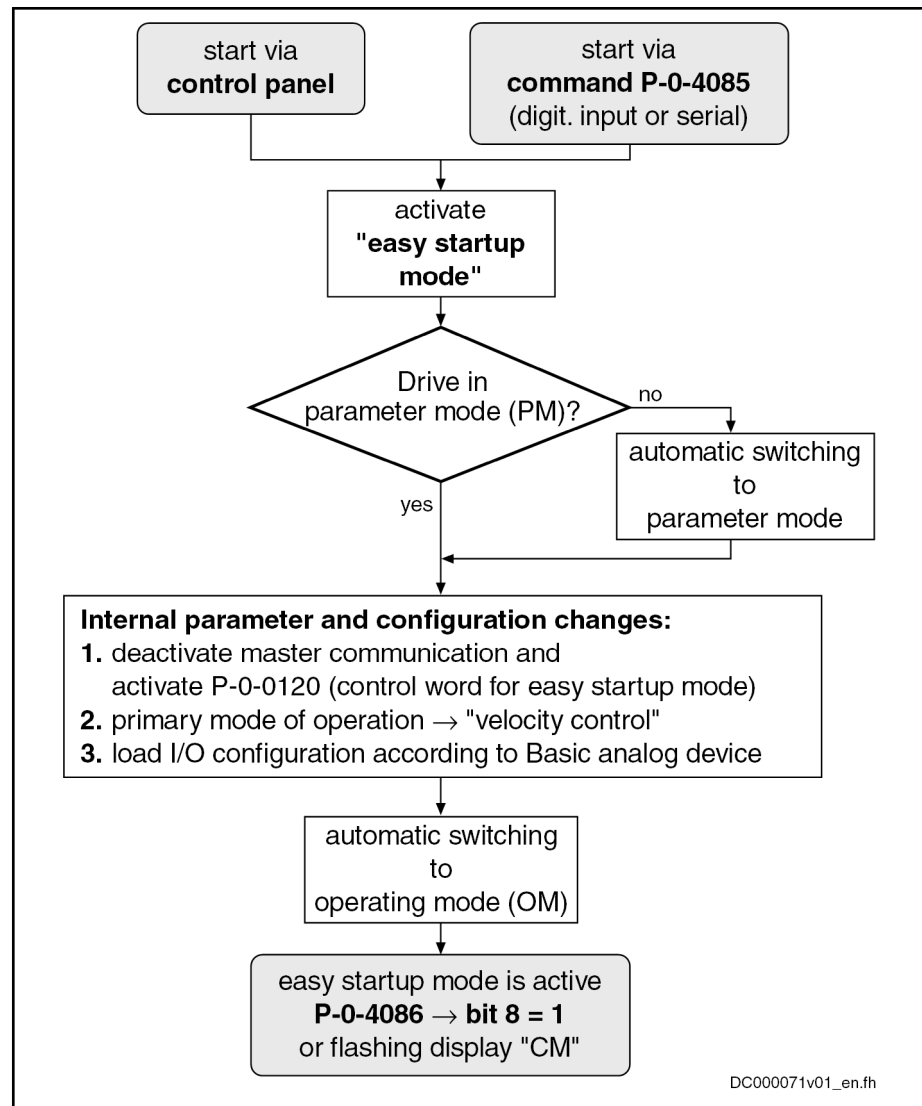 start via
control panel
start via
command P-0-4085
(digit. input or serial)
activate
"easy startup
mode"
Drive in
parameter mode (PM)?
no
automatic switching
to
parameter mode
yes
Internal parameter and configuration changes:
1. deactivate master communication and
activate P-0-0120 (control word for easy startup mode)
2. primary mode of operation → "velocity control"
3. load I/O configuration according to Basic analog device
automatic switching
to
operating mode (OM)
easy startup mode is active
P-0-4086 → bit 8 = 1
or flashing display "CM"
DC000071v01_en.fh